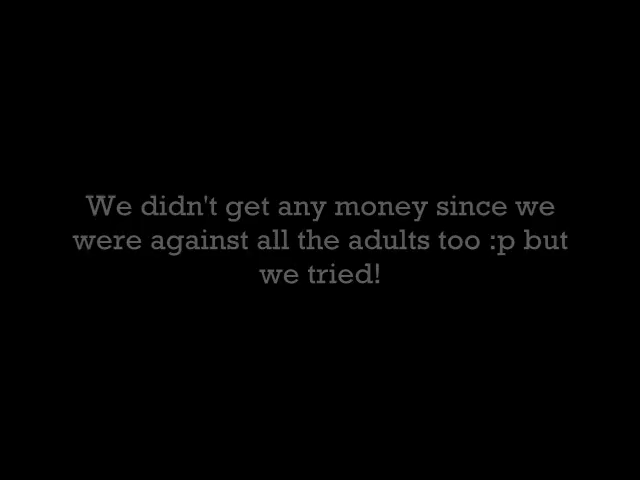 We didn't get any money since we
were against all the adults too :p but
we tried!